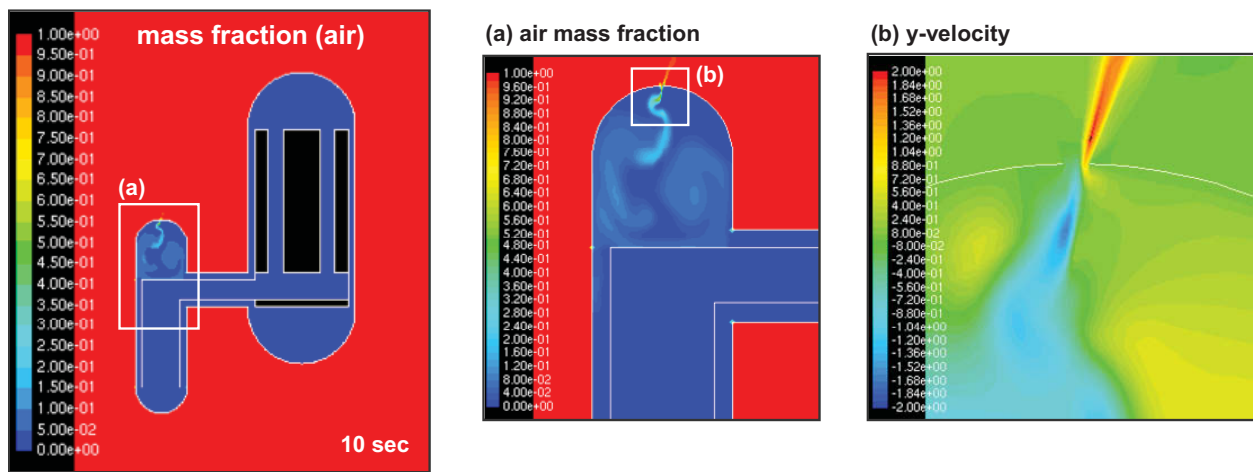 mass fraction (air)
1.00e+00
9.50e-01
9.00e-01
8.50e-01
8.00e-01
7.50e-01
7.00e-01
6.50e-01
6.00e-01
5.50e-01
5.00e-01
4.50e-01
4.00e-01
3.50e-01
3.00e-01
2.50e-01
2.00e-01
1.50e-01
1.00e-01
5.00e-02
0.00e+00
(a)
10 sec
(a) air mass fraction
1.00e+00
9.60e-01
9.20e-01
8.80e-01
8.40e-01
8.00e-01
7.60e-01
7.20e-01
6.80e-01
6.40e-01
6.00e-01
5.60e-01
5.20e-01
4.80e-01
4.40e-01
4.00e-01
3.60e-01
3.20e-01
2.80e-01
2.40e-01
2.00e-01
1.60e-01
1.20e-01
8.00e-02
4.00e-02
0.00e+00
(b)
(b) y-velocity
2.00e+00
1.84e+00
1.68e+00
1.52e+00
1.36e+00
1.20e+00
1.04e+00
8.80e-01
7.20e-01
5.60e-01
4.00e-01
2.40e-01
8.00e-02
-8.00e-02
-2.40e-01
-4.00e-01
-5.60e-01
-7.20e-01
-8.80e-01
-1.04e+00
-1.20e+00
-1.36e+00
-1.52e+00
-1.68e+00
-1.84e+00
-2.00e+00